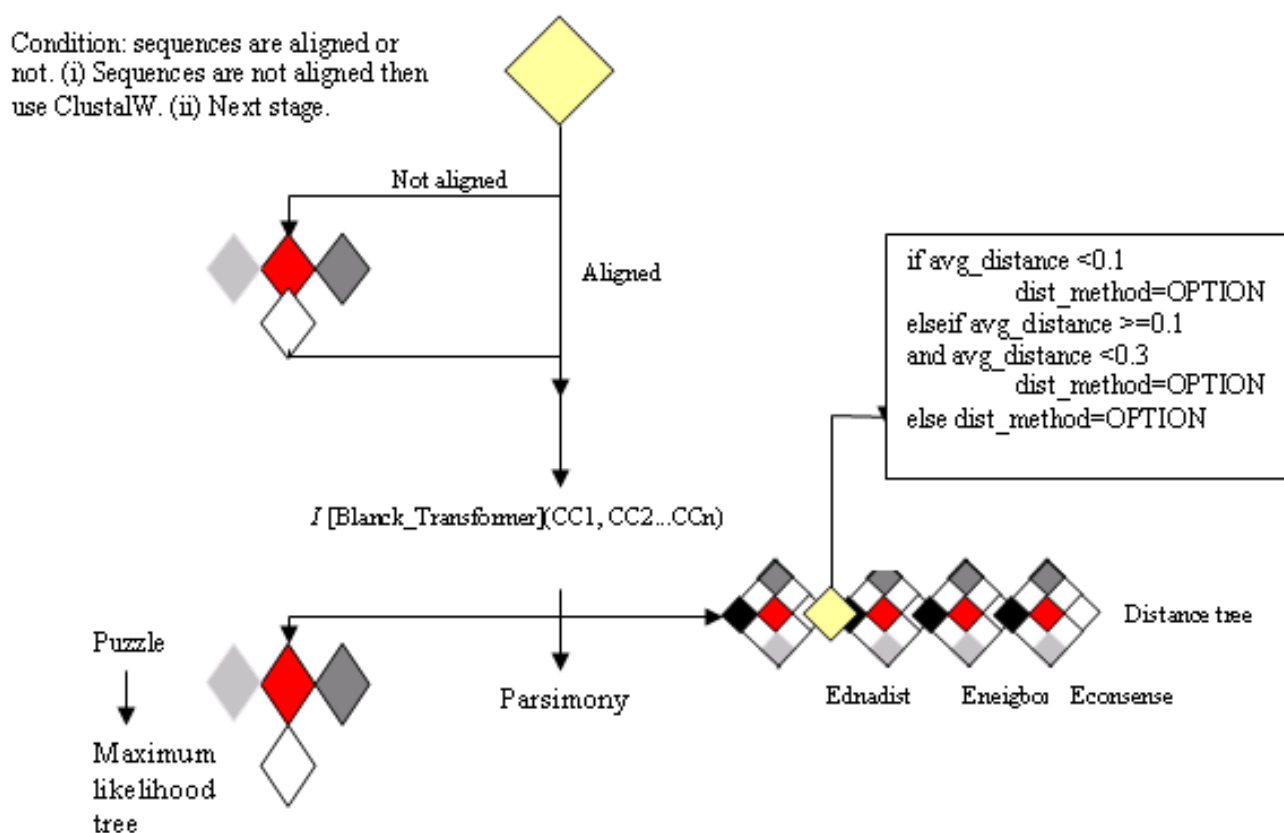 Condition: sequences are aligned or
not. (i) Sequences are not aligned then
use ClustalW. (ii) Next stage.
Not aligned
Aligned
if avg_distance <0.1
dist_method=OPTION
elseif avg_distance >=0.1
and avg_distance <0.3
dist_method=OPTION
else dist_method=OPTION
I [Blanck_Transformer](CC1, CC2...CCn)
Distance tree
Puzzle
Parsimony
Ednadist
Eneigbor
Econsense
Maximum
likelihood
tree